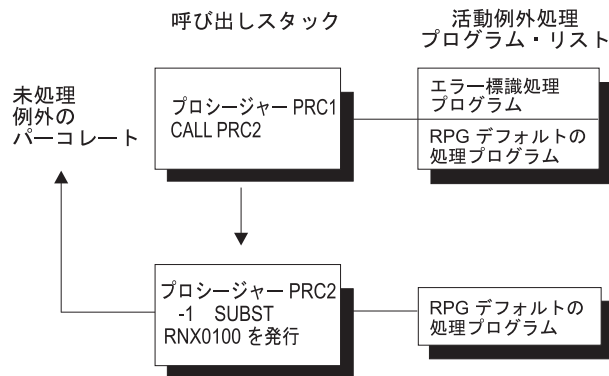 呼び出しスタック
活動例外処理
プログラム・リスト
未処理
例外の
パーコレート
プロシージャー PRC1
CALL PRC2
エラー標識処理
プログラム
RPG デフォルトの
処理プログラム
プロシージャー PRC2
-1 SUBST
RNX0100 を発行
RPG デフォルトの
処理プログラム